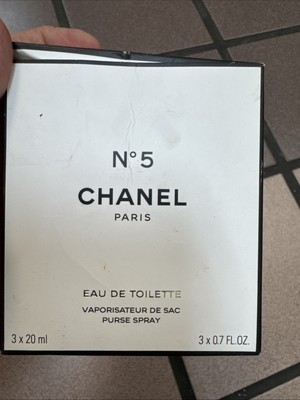 N°5
CHANEL
PARIS
EAU DE TOILETTE
VAPORISATEUR DE SAC
PURSE SPRAY
3 x 20 ml 3 x 0.7 FL.OZ.